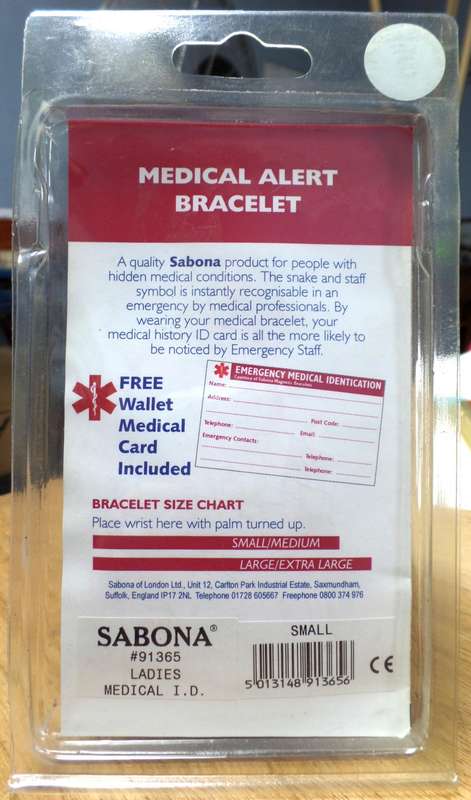 MEDICAL ALERT
BRACELET
A quality Sabona product for people with
hidden medical conditions. The snake and staff
symbol is instantly recognisable in an
emergency by medical professionals. By
wearing your medical bracelet, your
medical history ID card is all the more likely to
be noticed by Emergency Staff.
FREE
Wallet
Medical
Card
Included
EMERGENCY MEDICAL IDENTICATION
Courtesy of Sabona Magnetic Bracelets
Name:
Address:
Post Code:
Telephone:
Email:
Emergency Contacts:
Telephone:
Telephone:
BRACELET SIZE CHART
Place wrist here with palm turned up.
SMALL/MEDIUM
LARGE/EXTRA LARGE
Sabona of London Ltd., Unit 12, Carlton Park Industrial Estate, Saxmundham,
Suffolk, England IP17 2NL Telephone 01728 605667 Freephone 0800 374 976
SABONA®
#91365
LADIES
MEDICAL I.D.
SMALL
5 013148 913656
CE